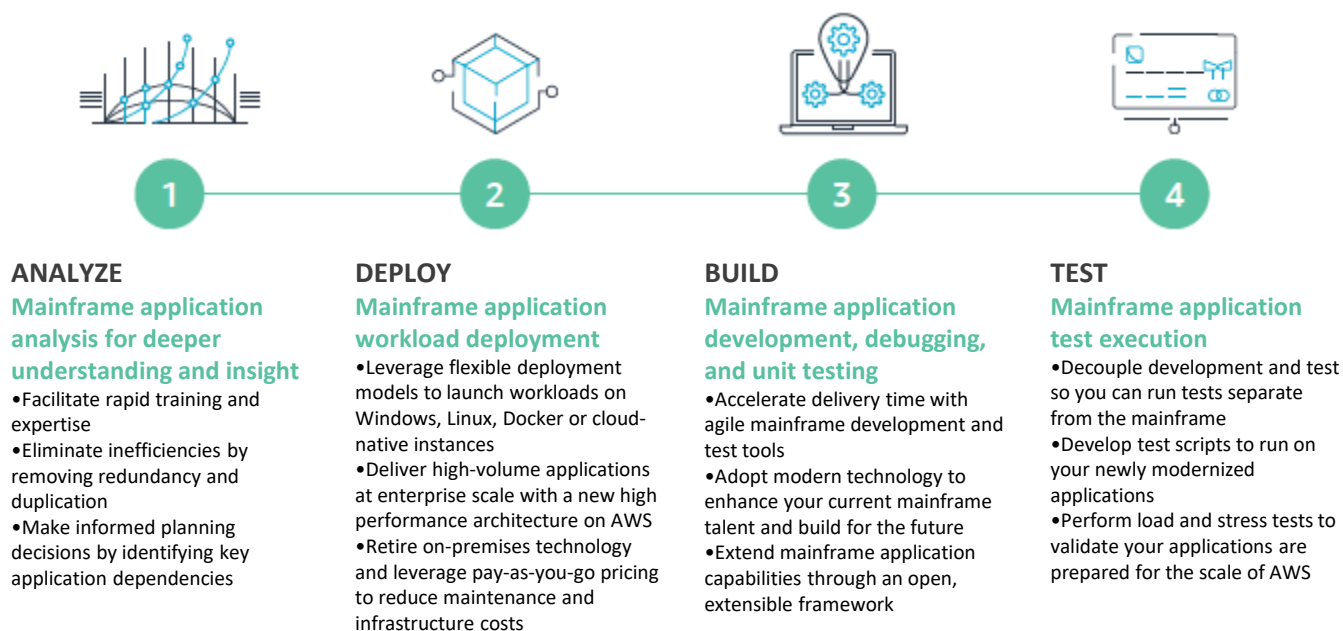 1
2
3
4
ANALYZE
Mainframe application
analysis for deeper
understanding and insight
•Facilitate rapid training and
expertise
•Eliminate inefficiencies by
removing redundancy and
duplication
•Make informed planning
decisions by identifying key
application dependencies
DEPLOY
Mainframe application
workload deployment
•Leverage flexible deployment
models to launch workloads on
Windows, Linux, Docker or cloud-
native instances
•Deliver high-volume applications
at enterprise scale with a new high
performance architecture on AWS
•Retire on-premises technology
and leverage pay-as-you-go pricing
to reduce maintenance and
infrastructure costs
BUILD
Mainframe application
development, debugging,
and unit testing
•Accelerate delivery time with
agile mainframe development and
test tools
•Adopt modern technology to
enhance your current mainframe
talent and build for the future
•Extend mainframe application
capabilities through an open,
extensible framework
TEST
Mainframe application
test execution
•Decouple development and test
so you can run tests separate
from the mainframe
•Develop test scripts to run on
your newly modernized
applications
•Perform load and stress tests to
validate your applications are
prepared for the scale of AWS